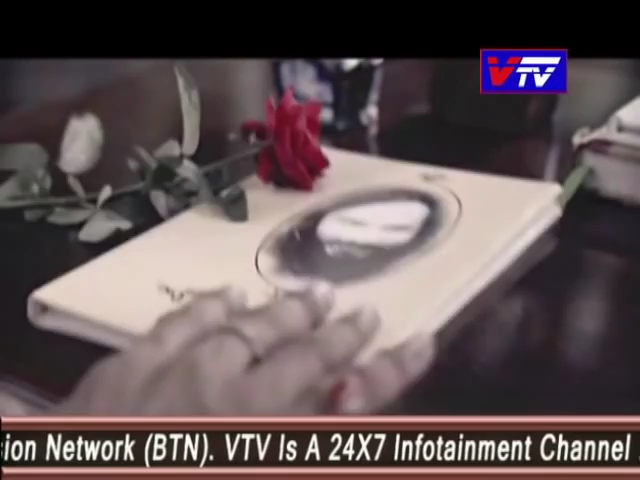 VTV
sion Network (BTN). VTV Is A 24X7 Infotainment Channel